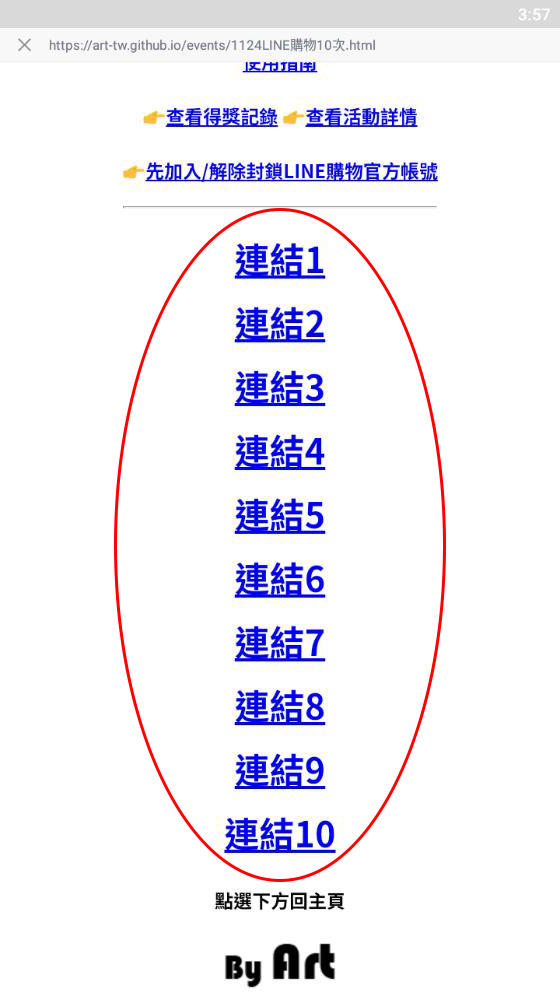 3:57
https://art-tw.github.io/events/1124LINE購物10次.html
使用指南
👉查看得獎記錄 👉查看活動詳情
👉先加入/解除封鎖LINE購物官方帳號
連結1
連結2
連結3
連結4
連結5
連結6
連結7
連結8
連結9
連結10
點選下方回主頁
By Art